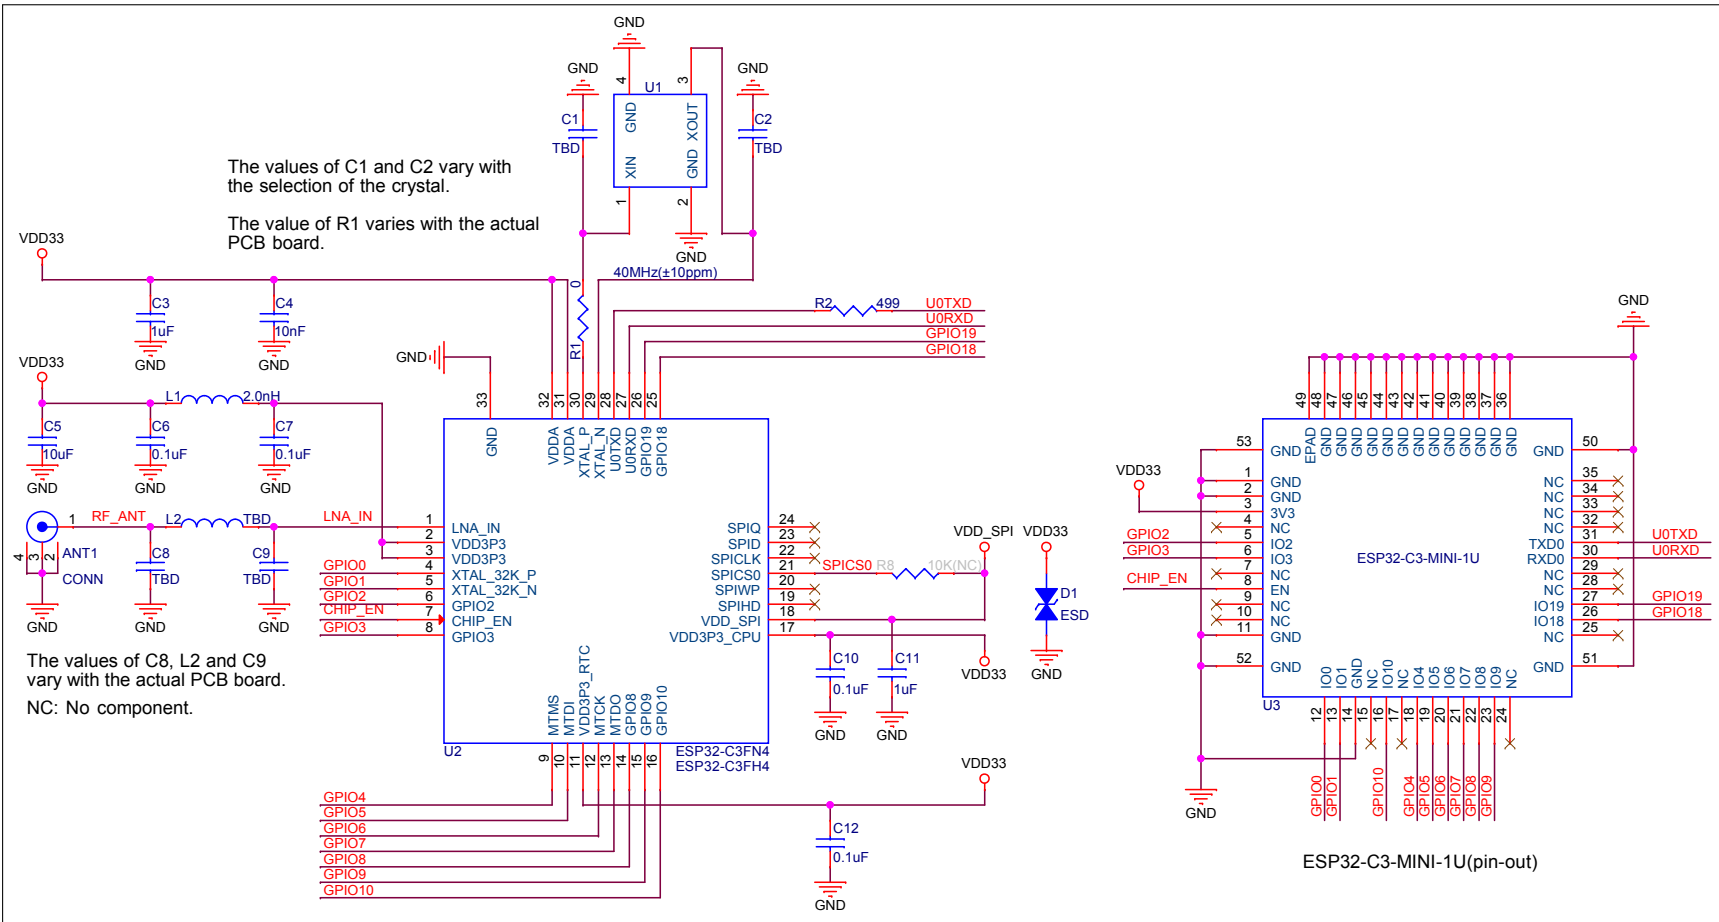 GND
GND
GND
4
3
U1
C1
TBD
GND
XOUT
C2
TBD
XIN
GND
1
2
GND
The values of C1 and C2 vary with
the selection of the crystal.
The value of R1 varies with the actual
PCB board.
40MHz(±10ppm)
VDD33
C3
1uF
GND
C4
10nF
GND
0
R1
R2
499
U0TXD
U0RXD
GPIO19
GPIO18
GND
VDD33
L1
2.0nH
C5
10uF
GND
C6
0.1uF
GND
C7
0.1uF
GND
33
32
31
30
29
28
27
26
25
GND
VDDA
VDDA
XTAL_P
XTAL_N
U0TXD
U0RXD
GPIO19
GPIO18
1
RF_ANT
L2
TBD
LNA_IN
4
3
2
ANT1
CONN
GND
C8
TBD
GND
C9
TBD
GND
GPIO0
GPIO1
GPIO2
CHIP_EN
GPIO3
1
2
3
4
5
6
7
8
LNA_IN
VDD3P3
VDD3P3
XTAL_32K_P
XTAL_32K_N
GPIO2
CHIP_EN
GPIO3
SPIQ
SPID
SPICLK
SPICS0
SPIWP
SPIHD
VDD_SPI
VDD3P3_CPU
24
23
22
21
20
19
18
17
SPICS0
R8
10K(NC)
VDD_SPI
VDD33
D1
ESD
GND
C10
0.1uF
GND
C11
1uF
GND
VDD33
The values of C8, L2 and C9
vary with the actual PCB board.
NC: No component.
MTMS
MTDI
VDD3P3_RTC
MTCK
MTDO
GPIO8
GPIO9
GPIO10
U2
ESP32-C3FN4
ESP32-C3FH4
9
10
11
12
13
14
15
16
GPIO4
GPIO5
GPIO6
GPIO7
GPIO8
GPIO9
GPIO10
VDD33
C12
0.1uF
GND
GND
49
48
47
46
45
44
43
42
41
40
39
38
37
36
EPAD
GND
GND
GND
GND
GND
GND
GND
GND
GND
GND
GND
GND
GND
VDD33
GPIO2
GPIO3
CHIP_EN
53
1
2
3
4
5
6
7
8
9
10
11
52
GND
GND
GND
3V3
NC
IO2
IO3
NC
EN
NC
NC
GND
GND
ESP32-C3-MINI-1U
GND
NC
NC
NC
NC
TXD0
RXD0
NC
NC
IO19
IO18
NC
GND
50
35
34
33
32
31
30
29
28
27
26
25
51
U0TXD
U0RXD
GPIO19
GPIO18
IO0
IO1
GND
NC
IO10
NC
IO4
IO5
IO6
IO7
IO8
IO9
NC
U3
12
13
14
15
16
17
18
19
20
21
22
23
24
GPIO0
GPIO1
GPIO10
GPIO4
GPIO5
GPIO6
GPIO7
GPIO8
GPIO9
GND
ESP32-C3-MINI-1U(pin-out)